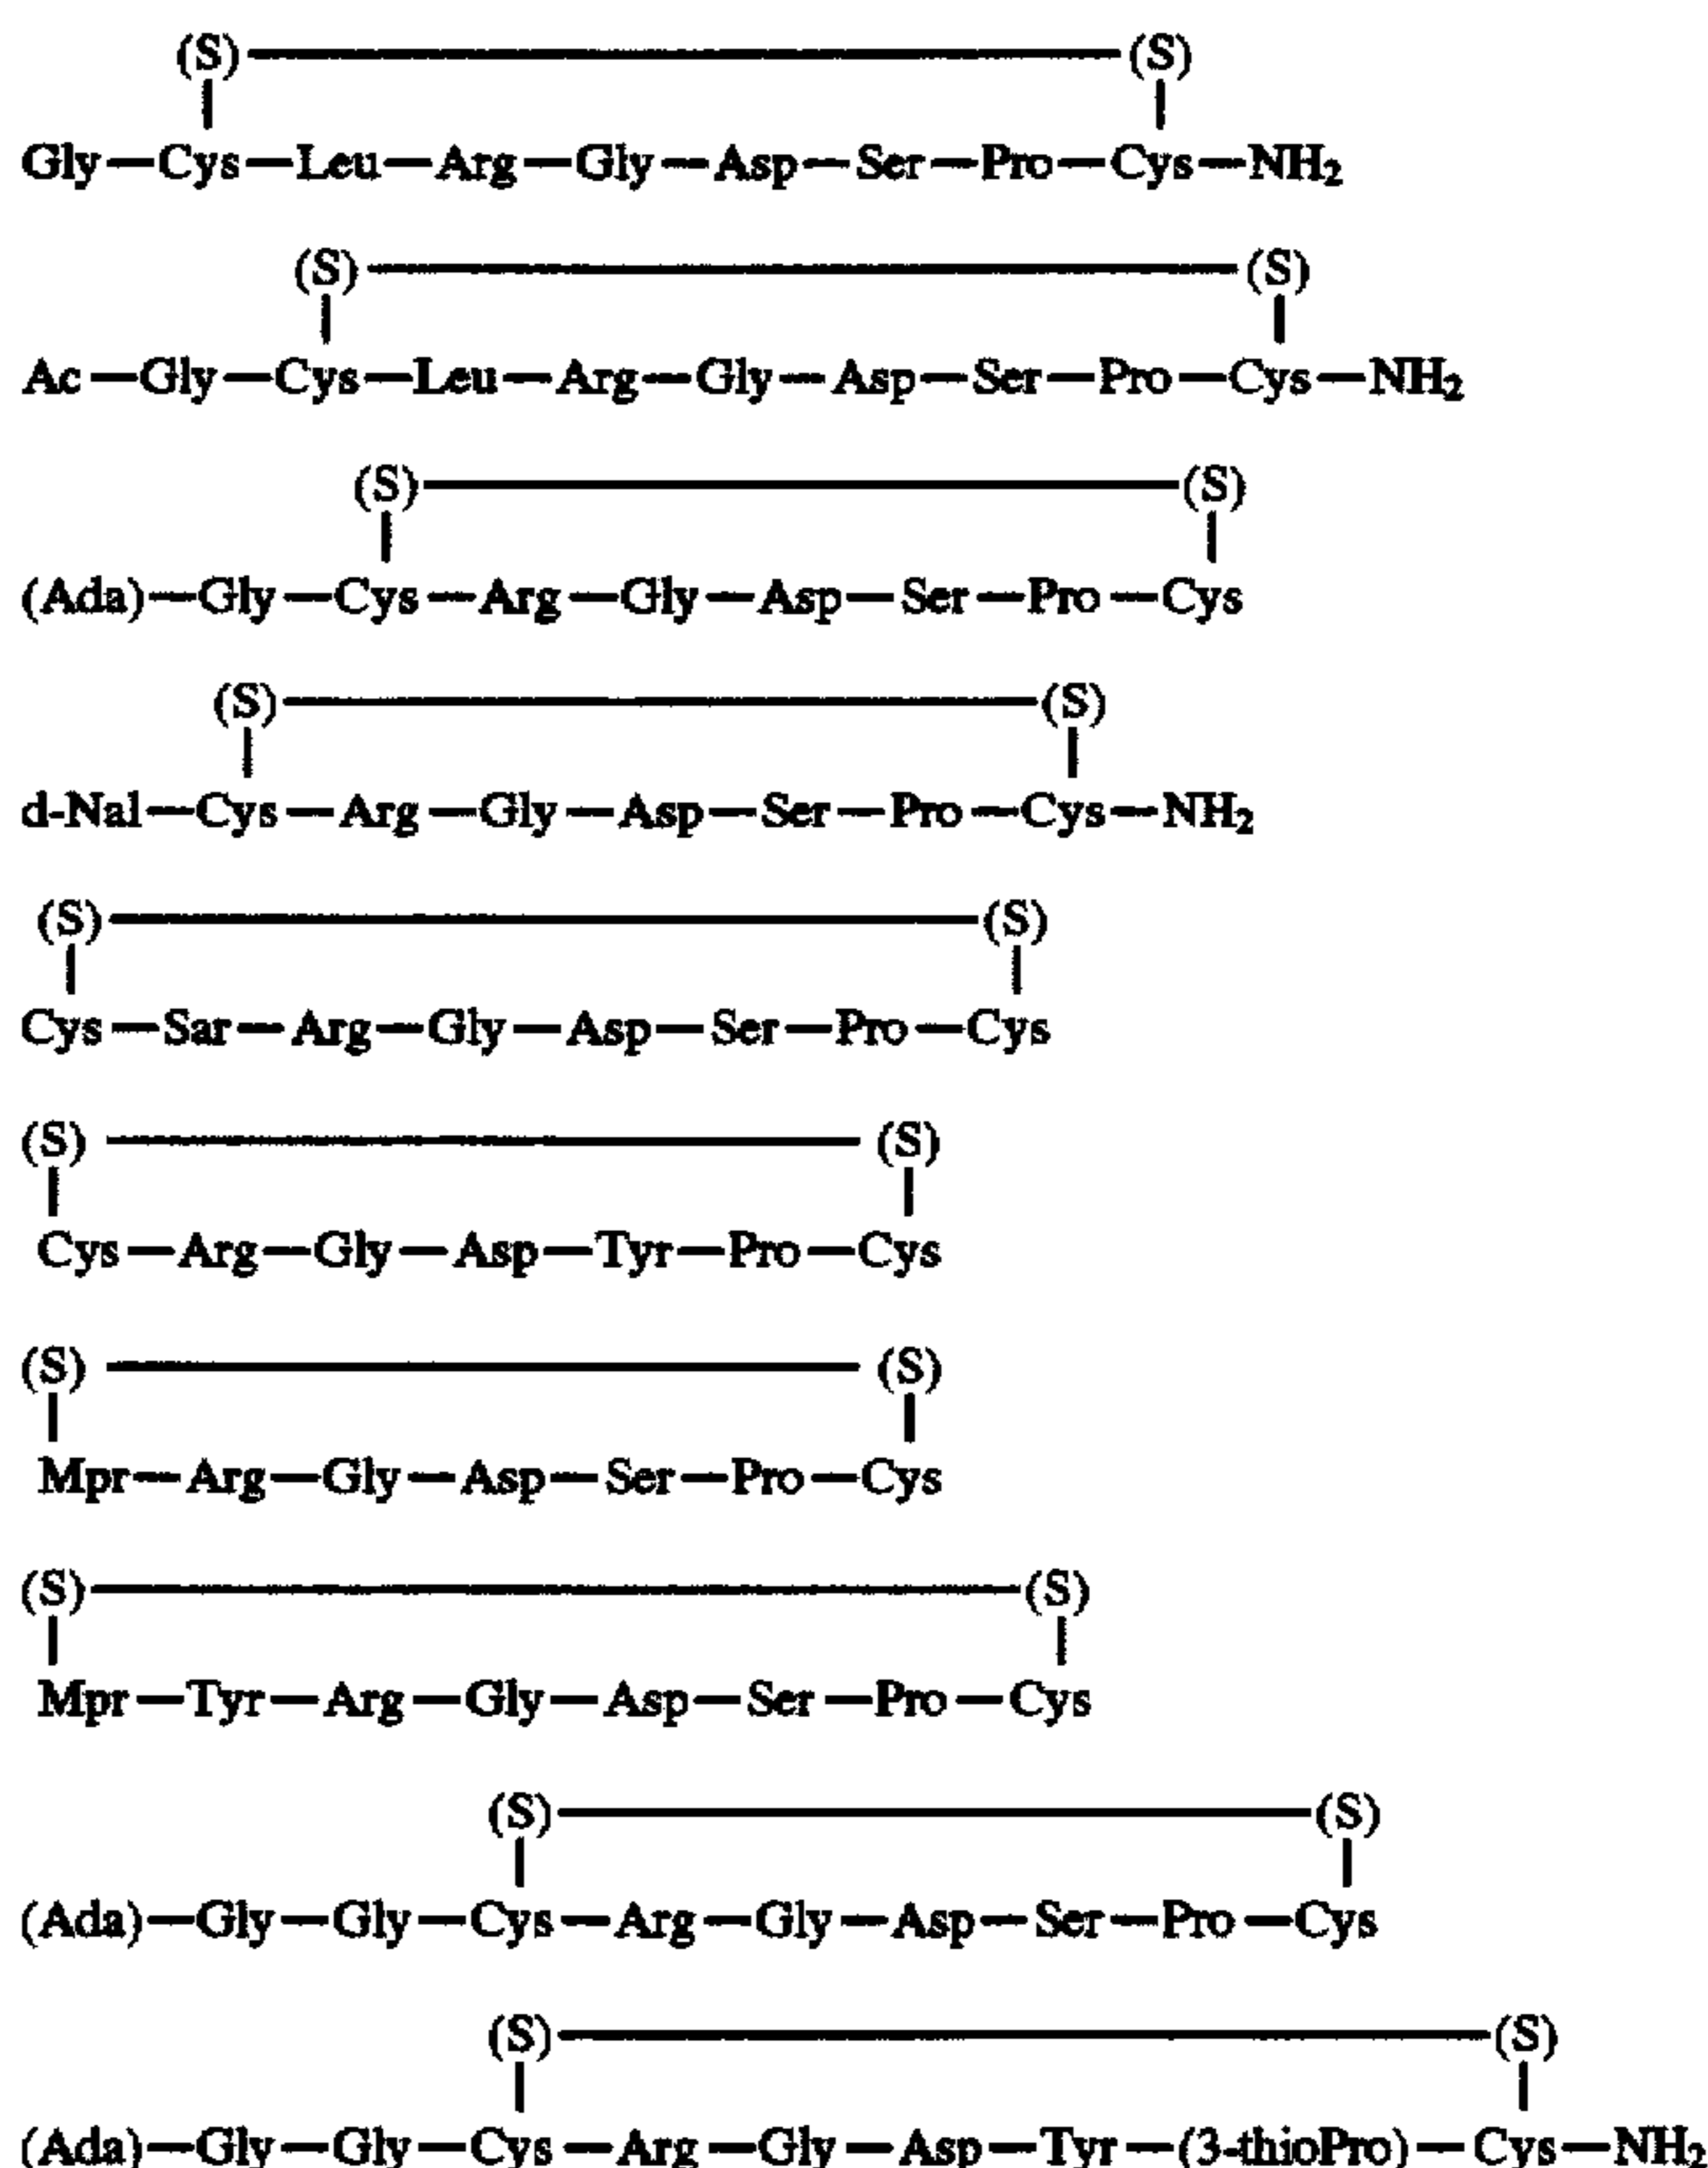 (S) (S)
Gly—Cys—Leu—Arg—Gly—Asp—Ser—Pro—Cys—NH₂
(S) (S)
Ac—Gly—Cys—Leu—Arg—Gly—Asp—Ser—Pro—Cys—NH₂
(S) (S)
(Ada)—Gly—Cys—Arg—Gly—Asp—Ser—Pro—Cys
(S) (S)
d-Nal—Cys—Arg—Gly—Asp—Ser—Pro—Cys—NH₂
(S) (S)
Cys—Sar—Arg—Gly—Asp—Ser—Pro—Cys
(S) (S)
Cys—Arg—Gly—Asp—Tyr—Pro—Cys
(S) (S)
Mpr—Arg—Gly—Asp—Ser—Pro—Cys
(S) (S)
Mpr—Tyr—Arg—Gly—Asp—Ser—Pro—Cys
(S) (S)
(Ada)—Gly—Gly—Cys—Arg—Gly—Asp—Ser—Pro—Cys
(S) (S)
(Ada)—Gly—Gly—Cys—Arg—Gly—Asp—Tyr—(3-thioPro)—Cys—NH₂